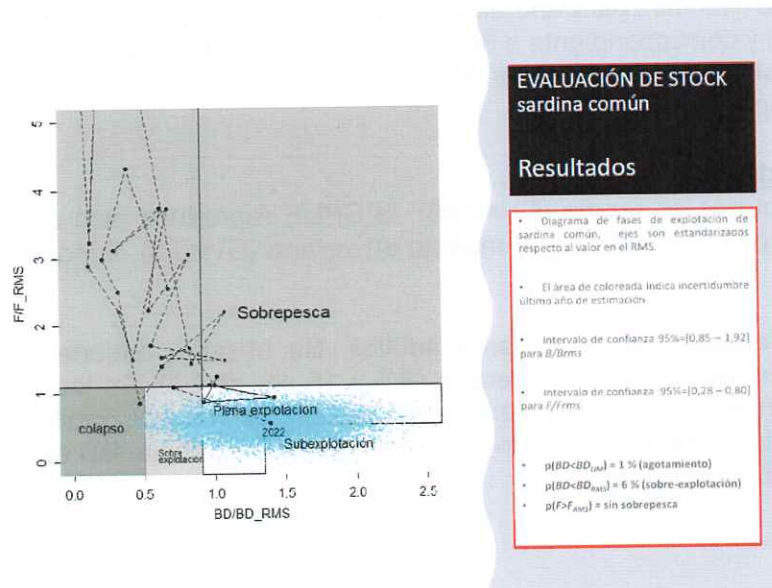 EVALUACIÓN DE STOCK
sardina común
Resultados
• Diagrama de fases de explotación de
sardina común, ejes son estandarizados
respecto al valor en el RMS.
• El área de coloreada indica incertidumbre
último año de estimación
• Intervalo de confianza 95%=[0,85 – 1,92]
para B/Brms
• Intervalo de confianza 95%=[0,28 – 0,80]
para F/Frms
• p(BD<BD_LIM) = 1 % (agotamiento)
• p(BD<BD_RMS) = 6 % (sobre-explotación)
• p(F>F_RMS) = sin sobrepesca
F/F_RMS
5
4
3
2
1
0
Sobrepesca
Plena explotación
colapso
2022
Sobre
explotación
Subexplotación
0.0 0.5 1.0 1.5 2.0 2.5
BD/BD_RMS